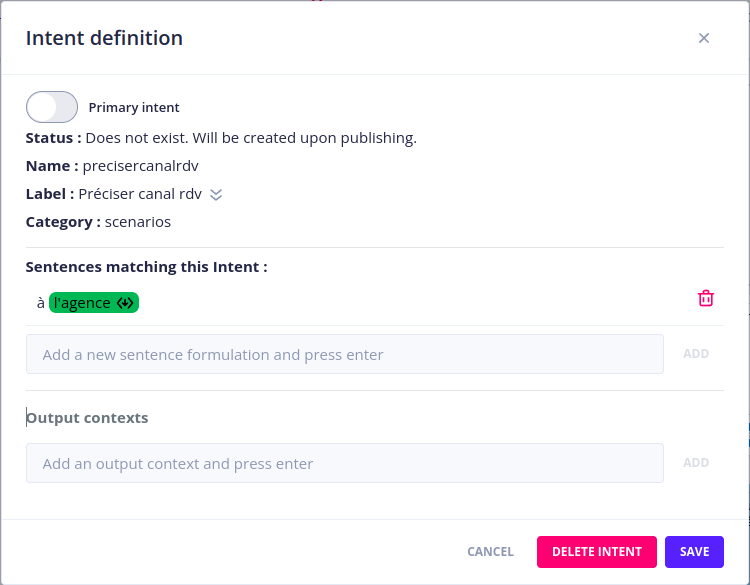 Intent definition
Primary intent
Status : Does not exist. Will be created upon publishing.
Name : precisercanalrdv
Label : Préciser canal rdv
Category : scenarios
Sentences matching this Intent :
à l'agence
Add a new sentence formulation and press enter
ADD
Output contexts
Add an output context and press enter
ADD
CANCEL
DELETE INTENT
SAVE